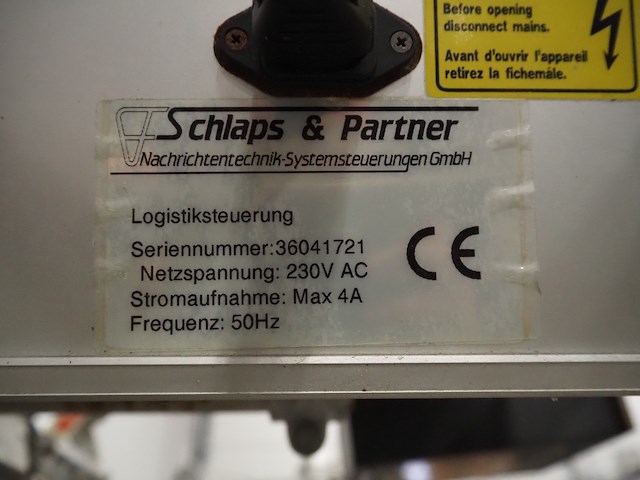 Before opening
disconnect mains.
Avant d'ouvrir l'appareil
retirez la fichemâle.
Schlaps & Partner
Nachrichtentechnik-Systemsteuerungen GmbH
Logistiksteuerung
Seriennummer:36041721
Netzspannung: 230V AC
Stromaufnahme: Max 4A
Frequenz: 50Hz
CE